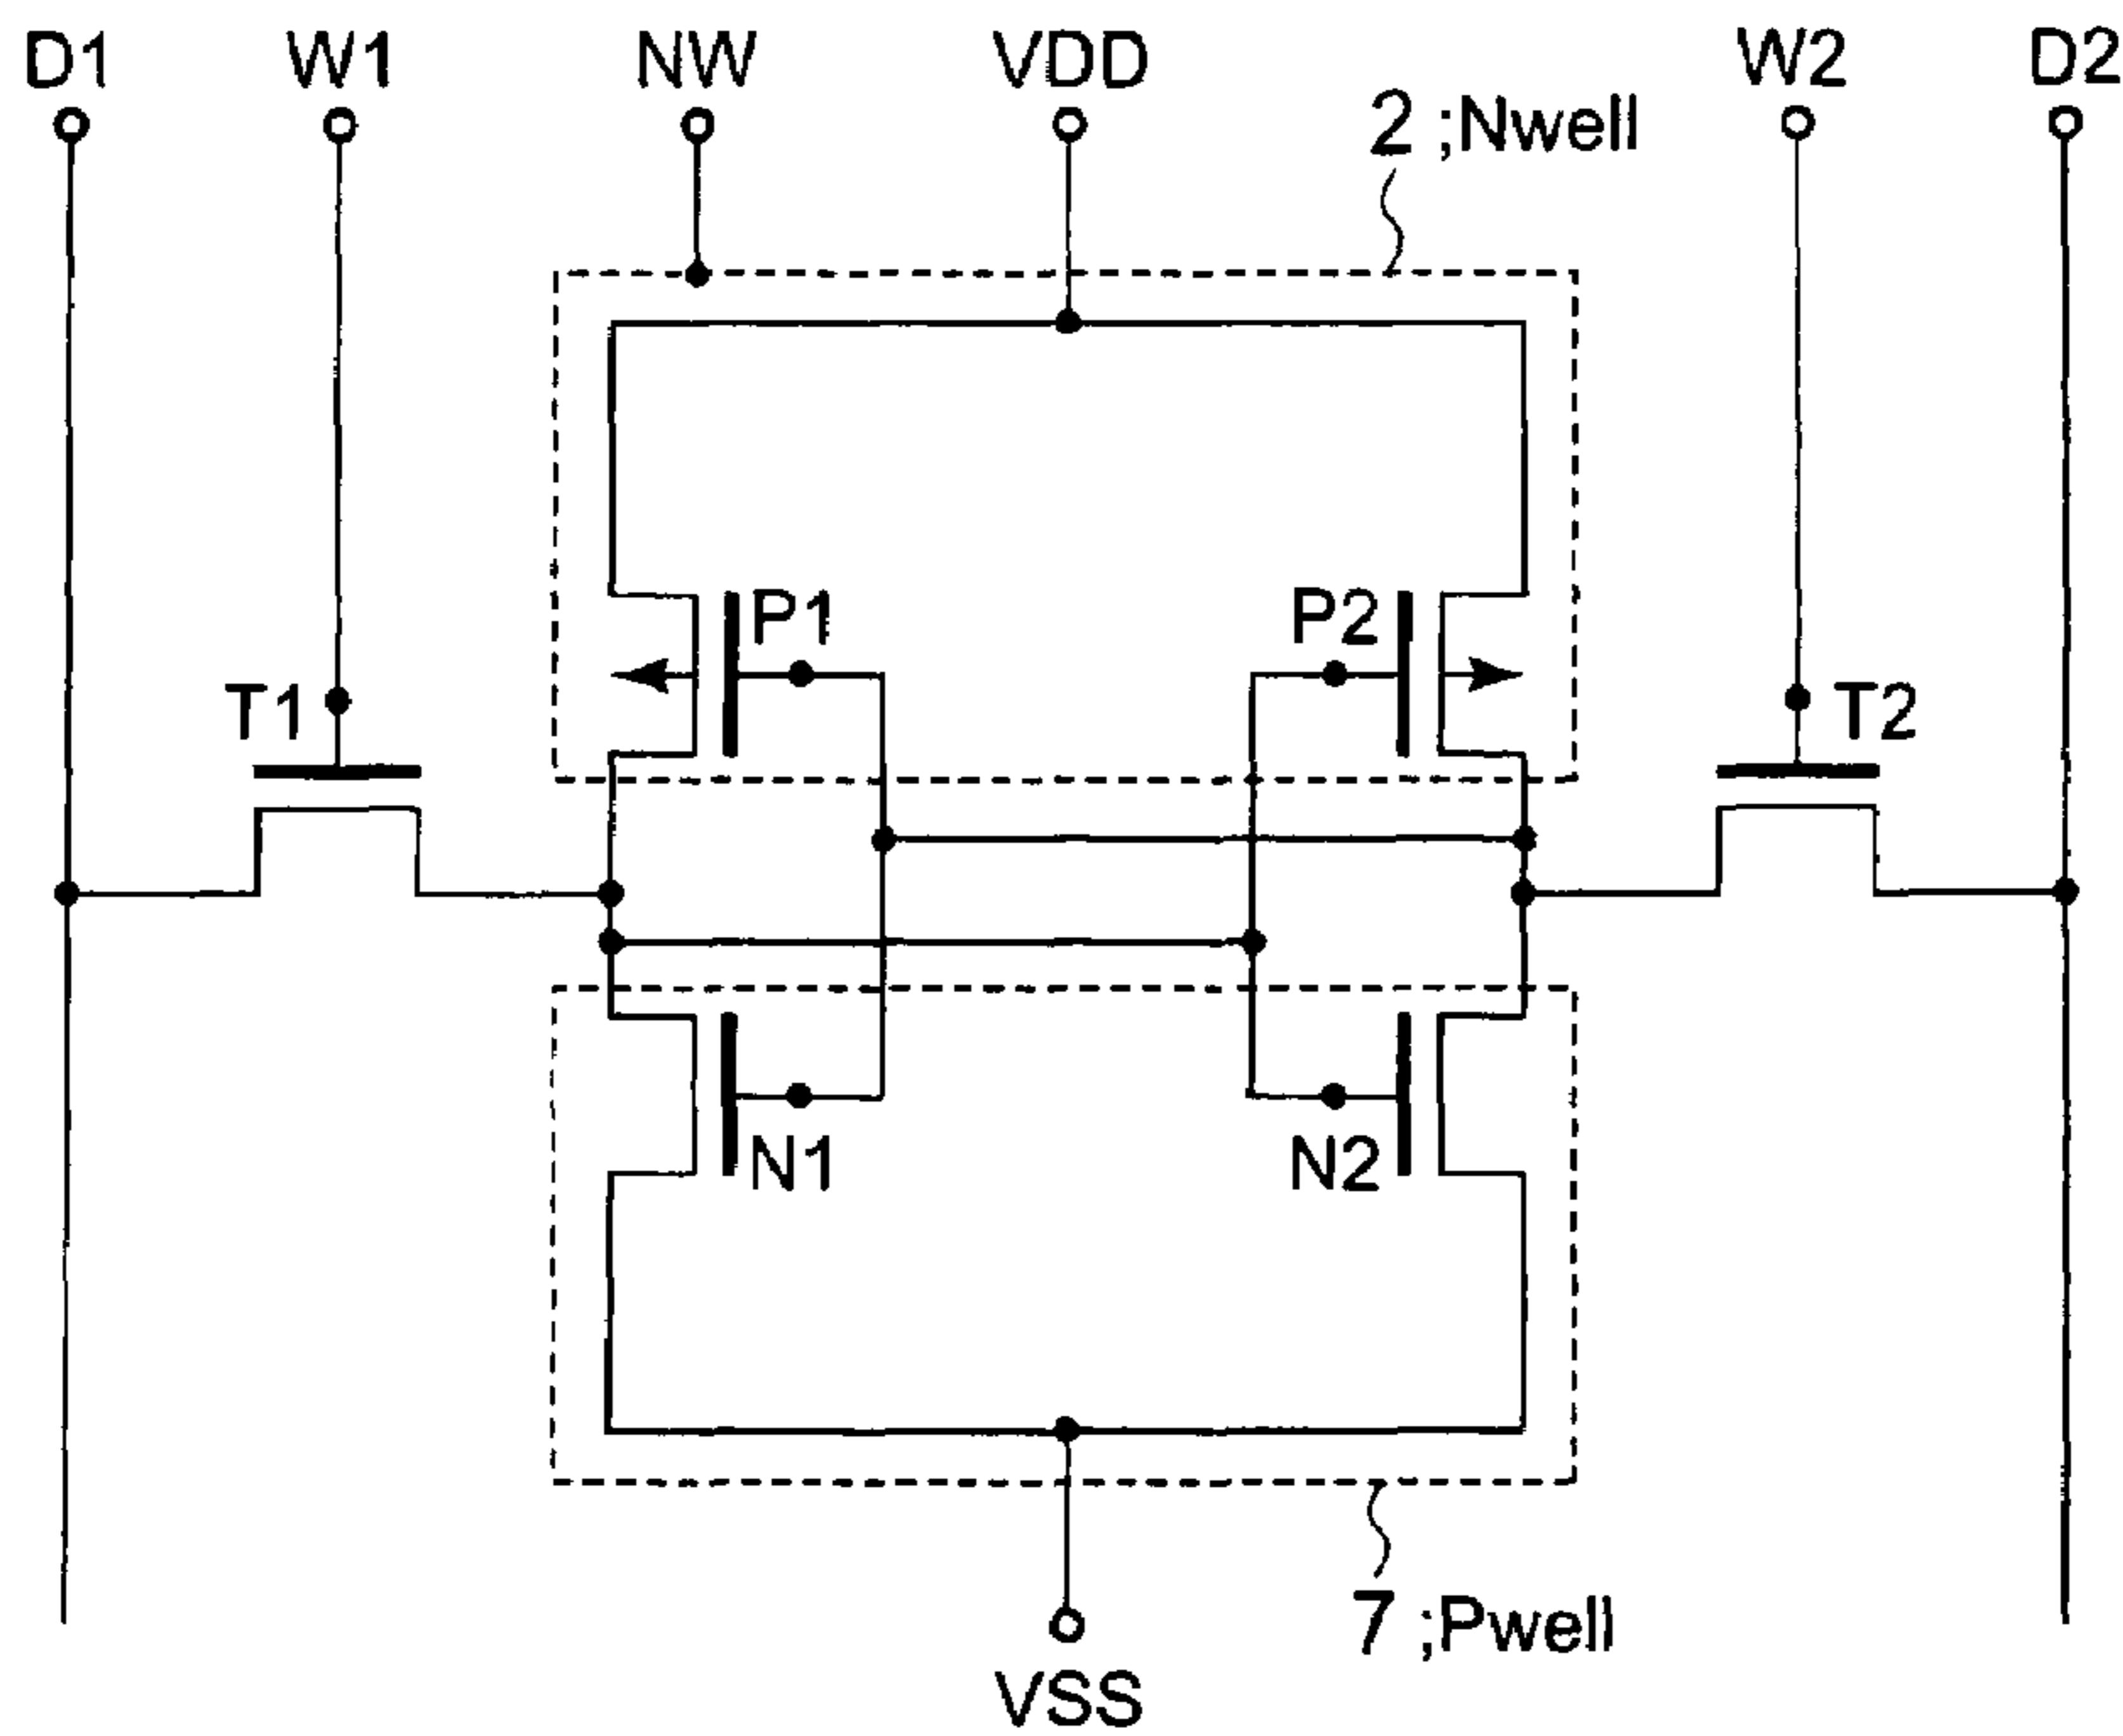 D1 W1 NW VDD W2 D2
2 ;Nwell
P1 P2
T1 T2
N1 N2
7 ;Pwell
VSS